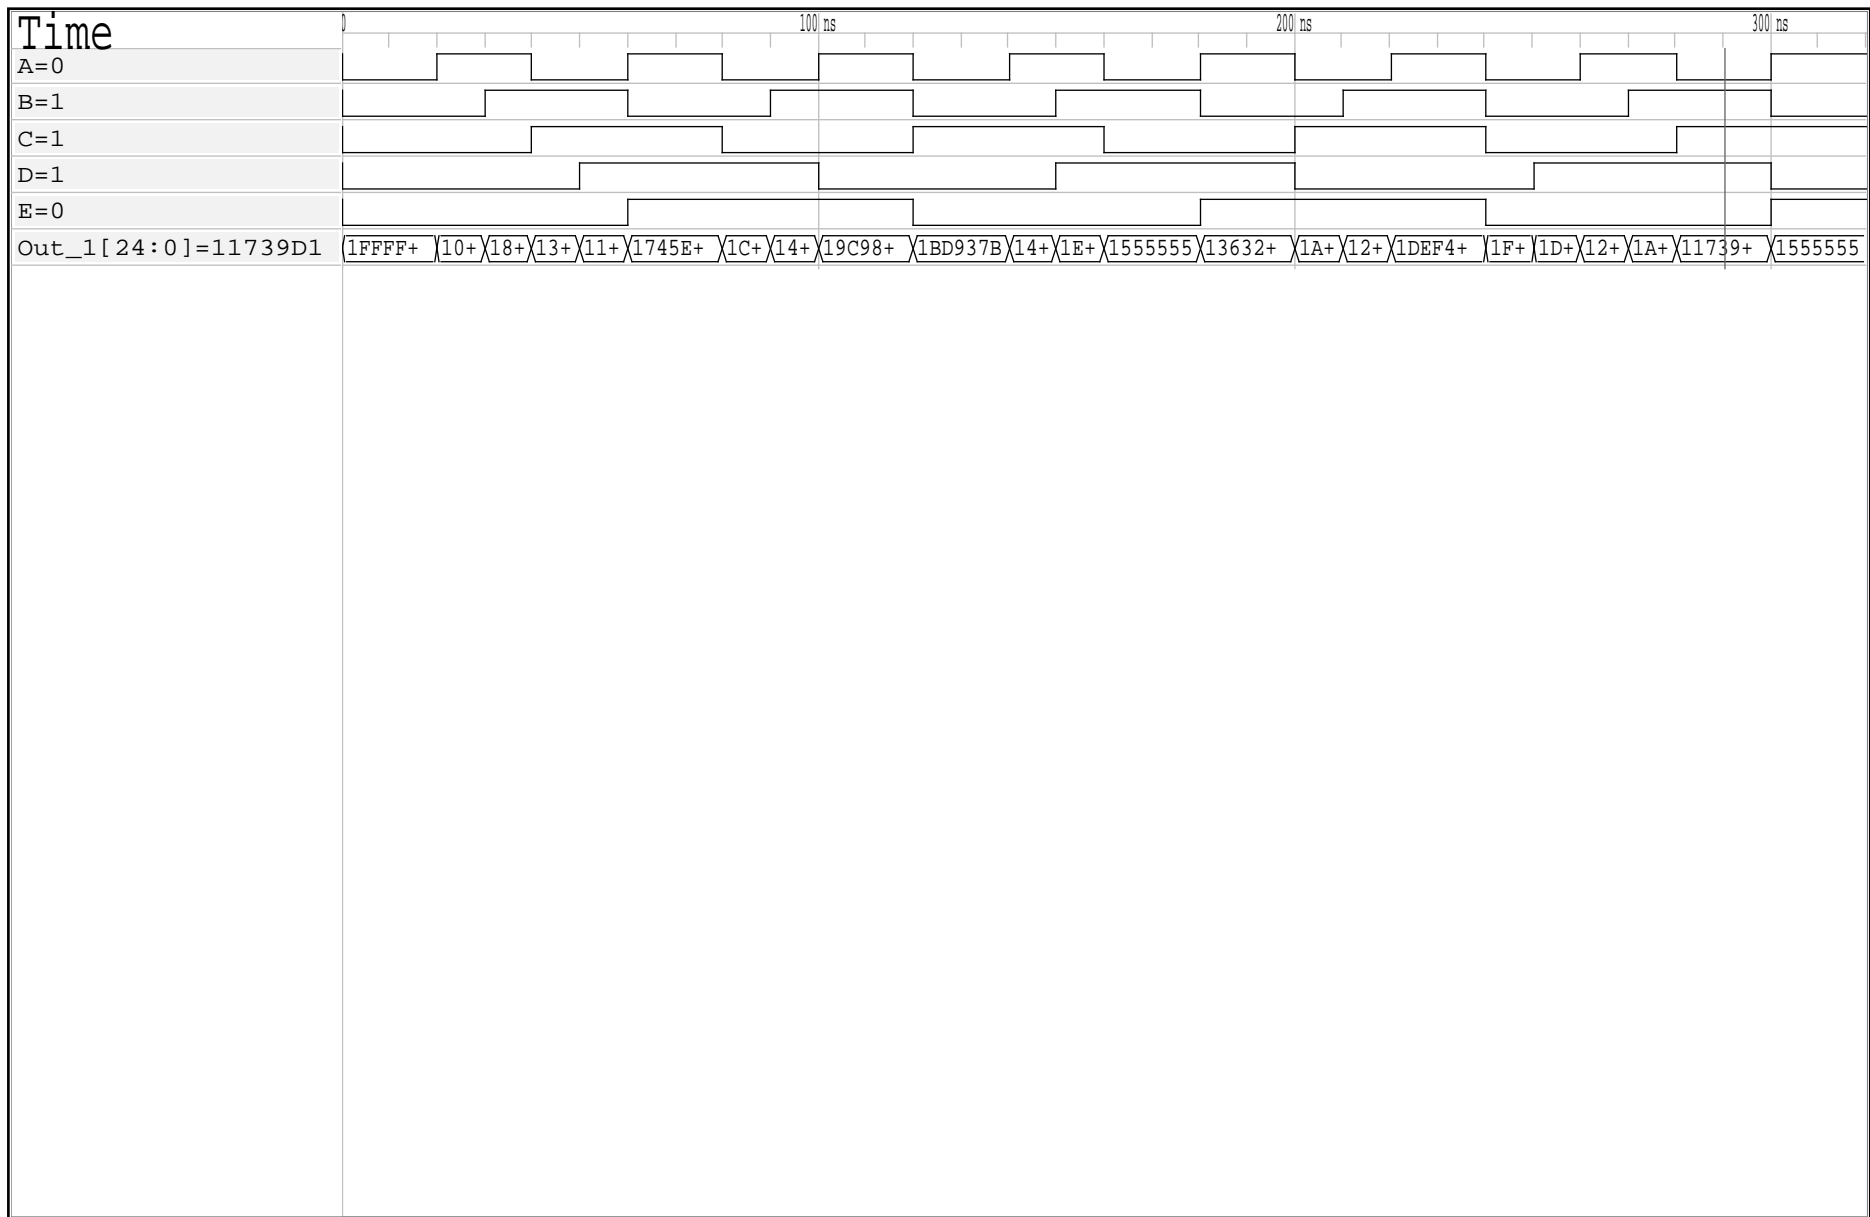 Time
0 100 ns 200 ns 300 ns
A=0
B=1
C=1
D=1
E=0
Out_1[24:0]=11739D1 1FFFF+ 10+ 18+ 13+ 11+ 1745E+ 1C+ 14+ 19C98+ 1BD937B 14+ 1E+ 1555555 13632+ 1A+ 12+ 1DEF4+ 1F+ 1D+ 12+ 1A+ 11739+ 1555555